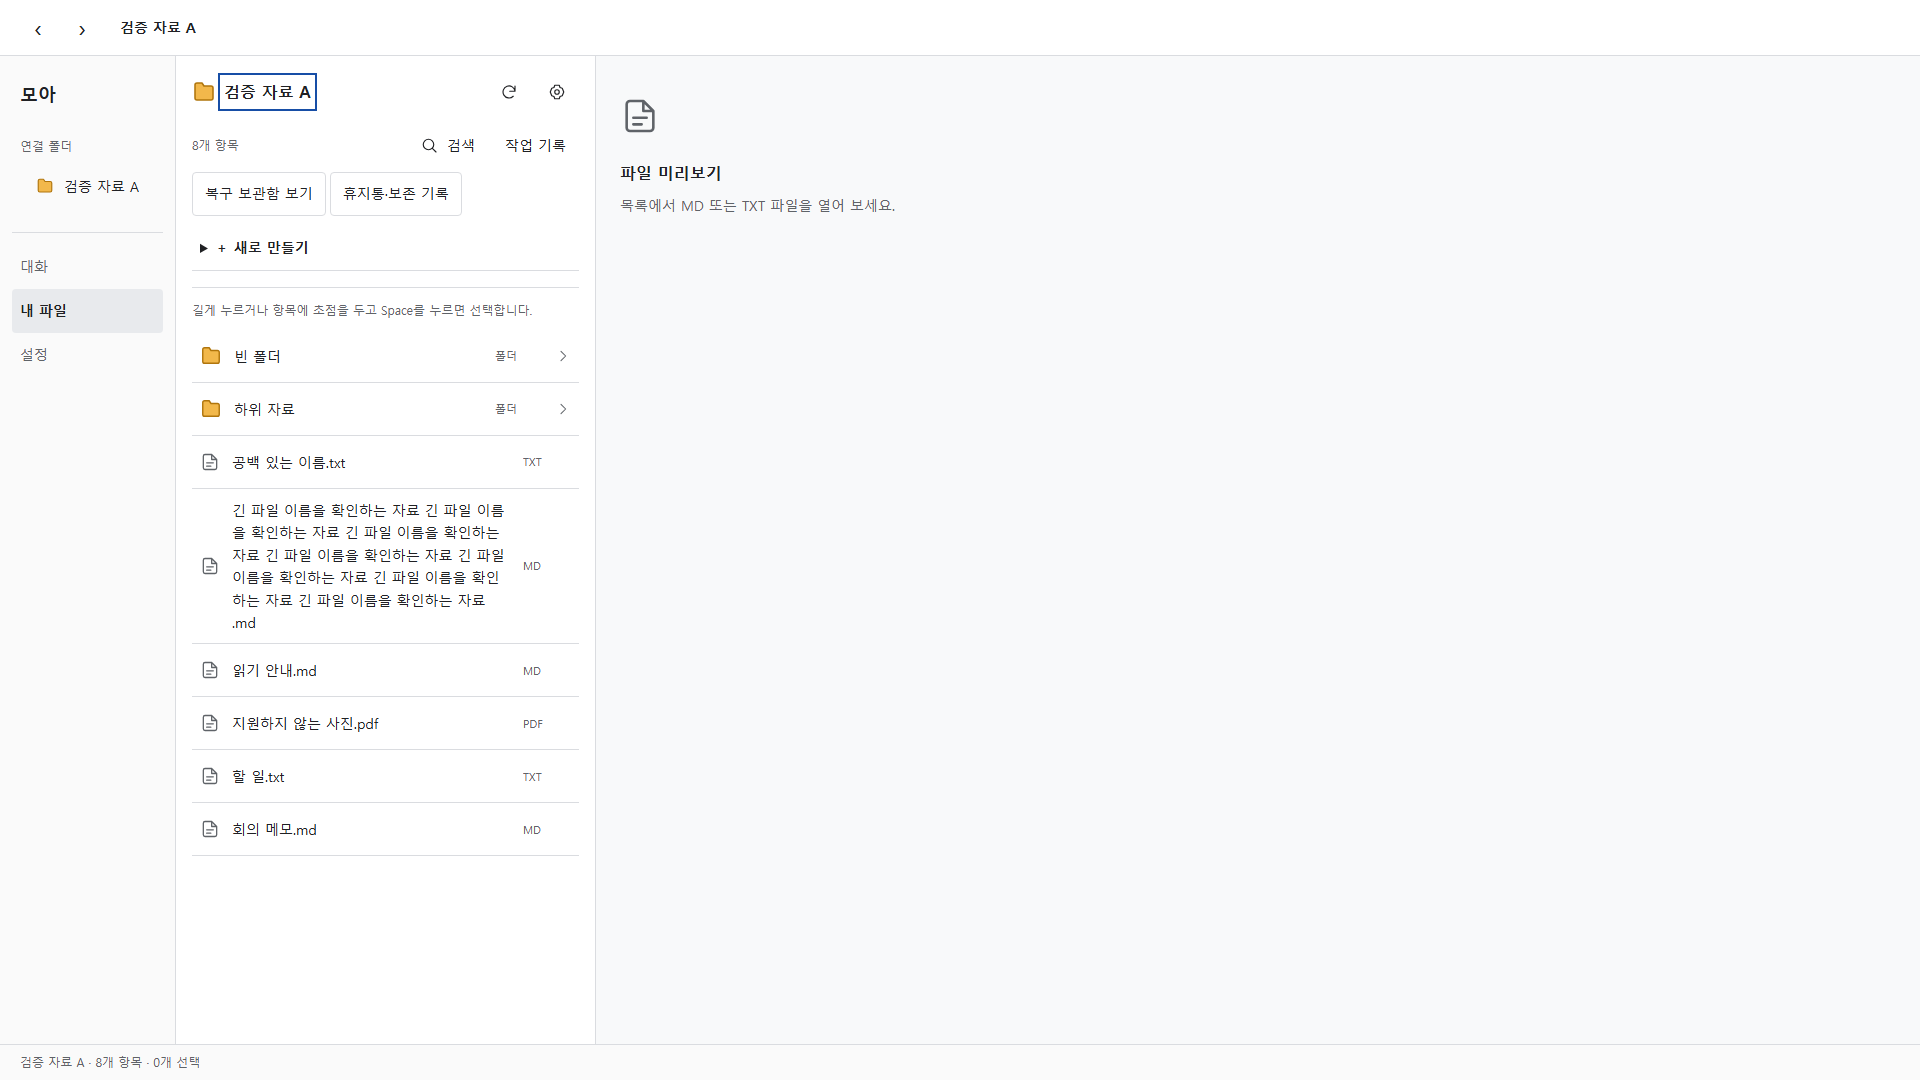 검증 자료 A
모아
연결 폴더
검증 자료 A
대화
내 파일
설정
검증 자료 A
8개 항목
검색
작업 기록
복구 보관함 보기
휴지통·보존 기록
+ 새로 만들기
길게 누르거나 항목에 초점을 두고 Space를 누르면 선택합니다.
빈 폴더 폴더
하위 자료 폴더
공백 있는 이름.txt TXT
긴 파일 이름을 확인하는 자료 긴 파일 이름
을 확인하는 자료 긴 파일 이름을 확인하는
자료 긴 파일 이름을 확인하는 자료 긴 파일
이름을 확인하는 자료 긴 파일 이름을 확인
하는 자료 긴 파일 이름을 확인하는 자료
.md
MD
읽기 안내.md MD
지원하지 않는 사진.pdf PDF
할 일.txt TXT
회의 메모.md MD
파일 미리보기
목록에서 MD 또는 TXT 파일을 열어 보세요.
검증 자료 A · 8개 항목 · 0개 선택